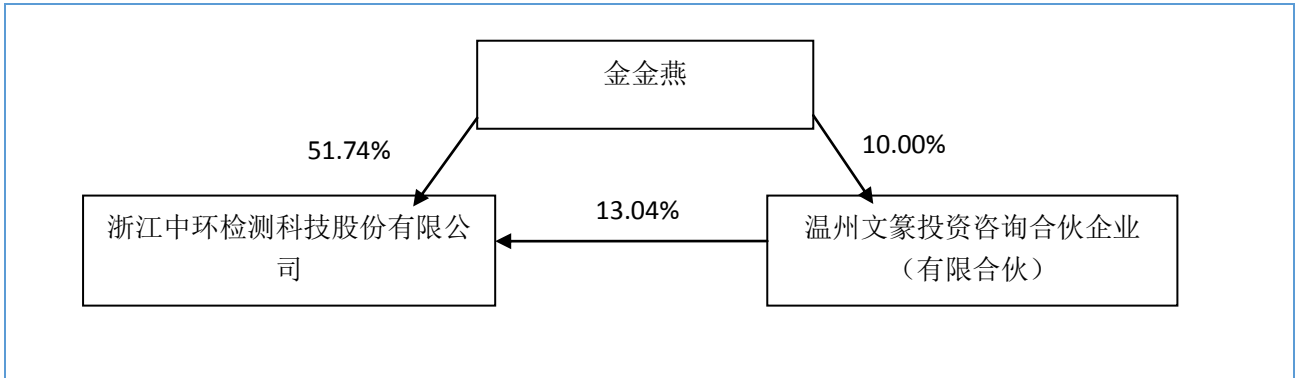 金金燕
51.74%
10.00%
浙江中环检测科技股份有限公
司
13.04%
温州文篆投资咨询合伙企业
（有限合伙）